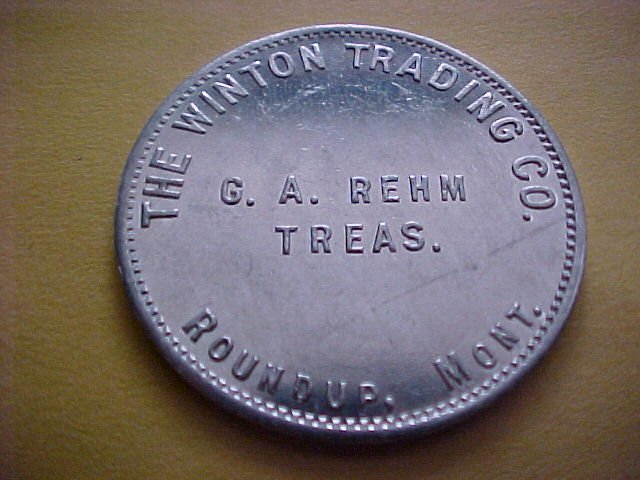 THE WINTON TRADING CO.
G. A. REHM
TREAS.
ROUNDUP, MONT.